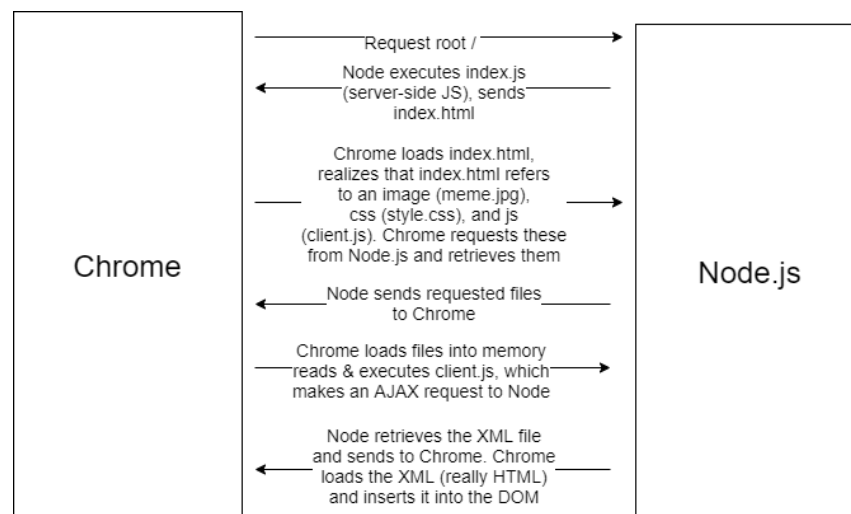 Request root /
Node executes index.js
(server-side JS), sends
index.html
Chrome loads index.html,
realizes that index.html refers
to an image (meme.jpg),
css (style.css), and js
(client.js). Chrome requests these
from Node.js and retrieves them
Chrome
Node.js
Node sends requested files
to Chrome
Chrome loads files into memory
reads & executes client.js, which
makes an AJAX request to Node
Node retrieves the XML file
and sends to Chrome. Chrome
loads the XML (really HTML)
and inserts it into the DOM